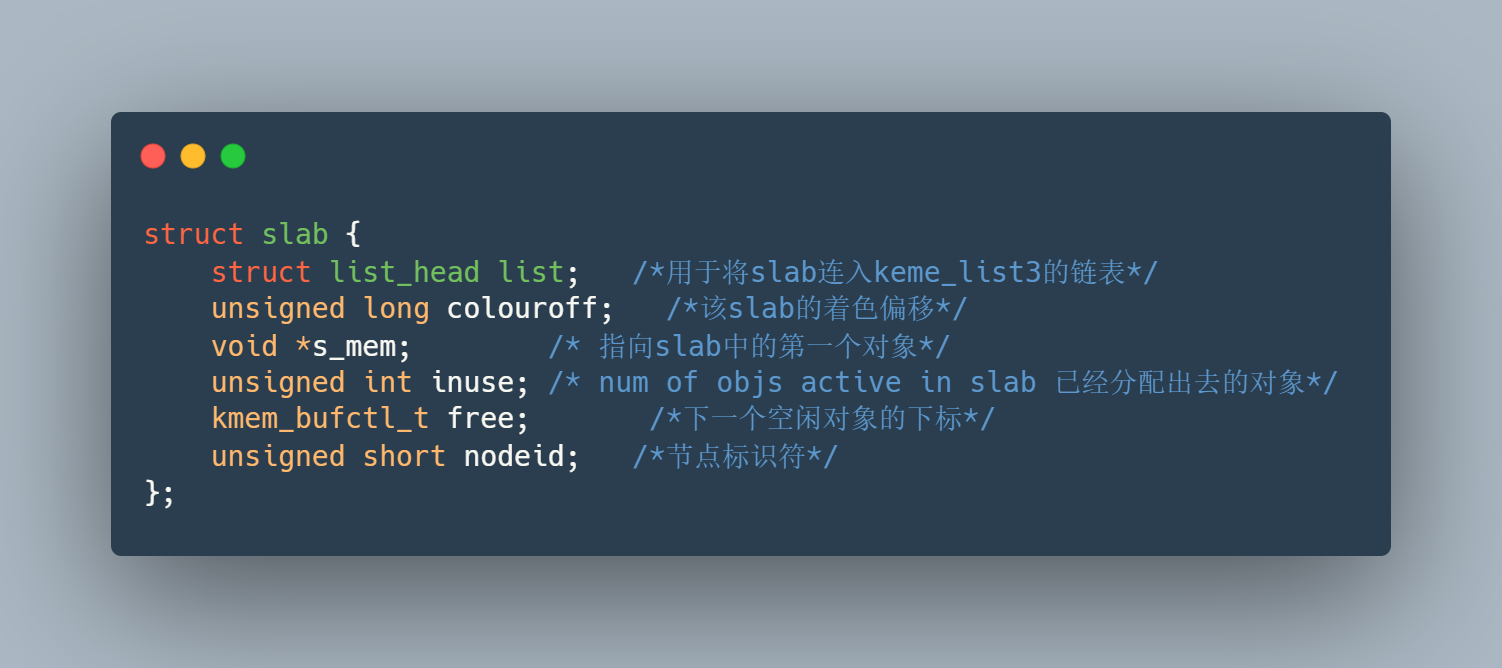 struct slab {
    struct list_head list;   /*用于将slab连入keme_list3的链表*/
    unsigned long colouroff;   /*该slab的着色偏移*/
    void *s_mem;        /* 指向slab中的第一个对象*/
    unsigned int inuse; /* num of objs active in slab 已经分配出去的对象*/
    kmem_bufctl_t free;       /*下一个空闲对象的下标*/
    unsigned short nodeid;   /*节点标识符*/
};